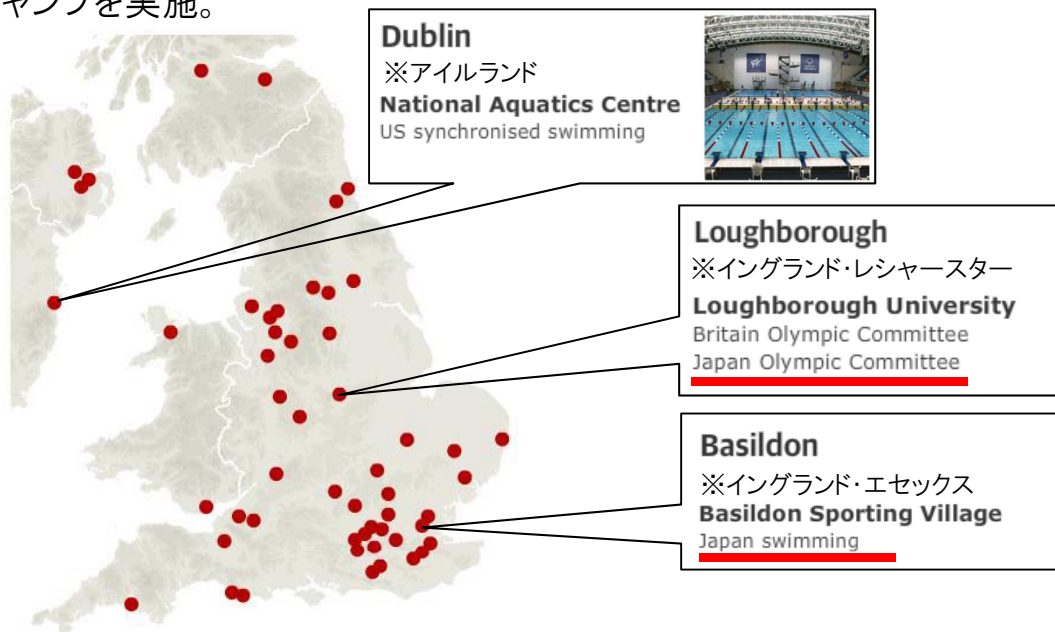 ャンプを実施。
Dublin
※アイルランド
National Aquatics Centre
US synchronised swimming
Loughborough
※イングランド・レシャースター
Loughborough University
Britain Olympic Committee
Japan Olympic Committee
Basildon
※イングランド・エセックス
Basildon Sporting Village
Japan swimming